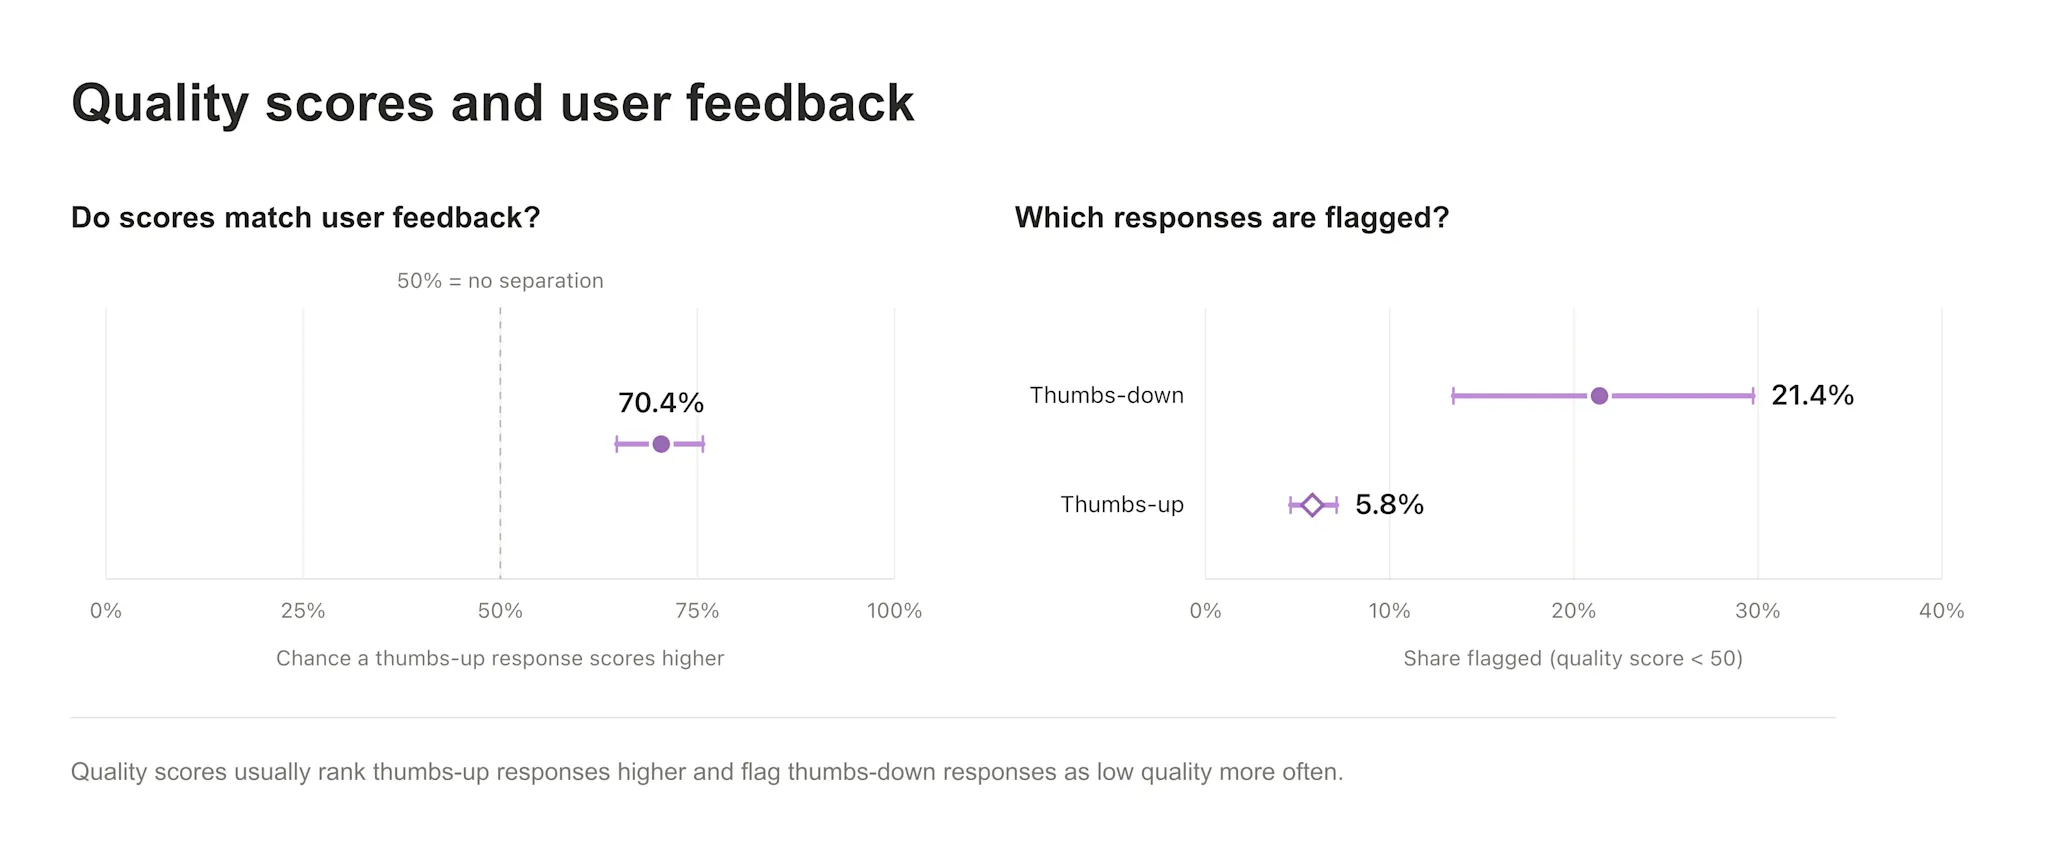 Quality scores and user feedback
Do scores match user feedback?
50% = no separation
70.4%
0%
25%
50%
75%
100%
Chance a thumbs-up response scores higher
Which responses are flagged?
Thumbs-down
21.4%
Thumbs-up
5.8%
0%
10%
20%
30%
40%
Share flagged (quality score < 50)
Quality scores usually rank thumbs-up responses higher and flag thumbs-down responses as low quality more often.